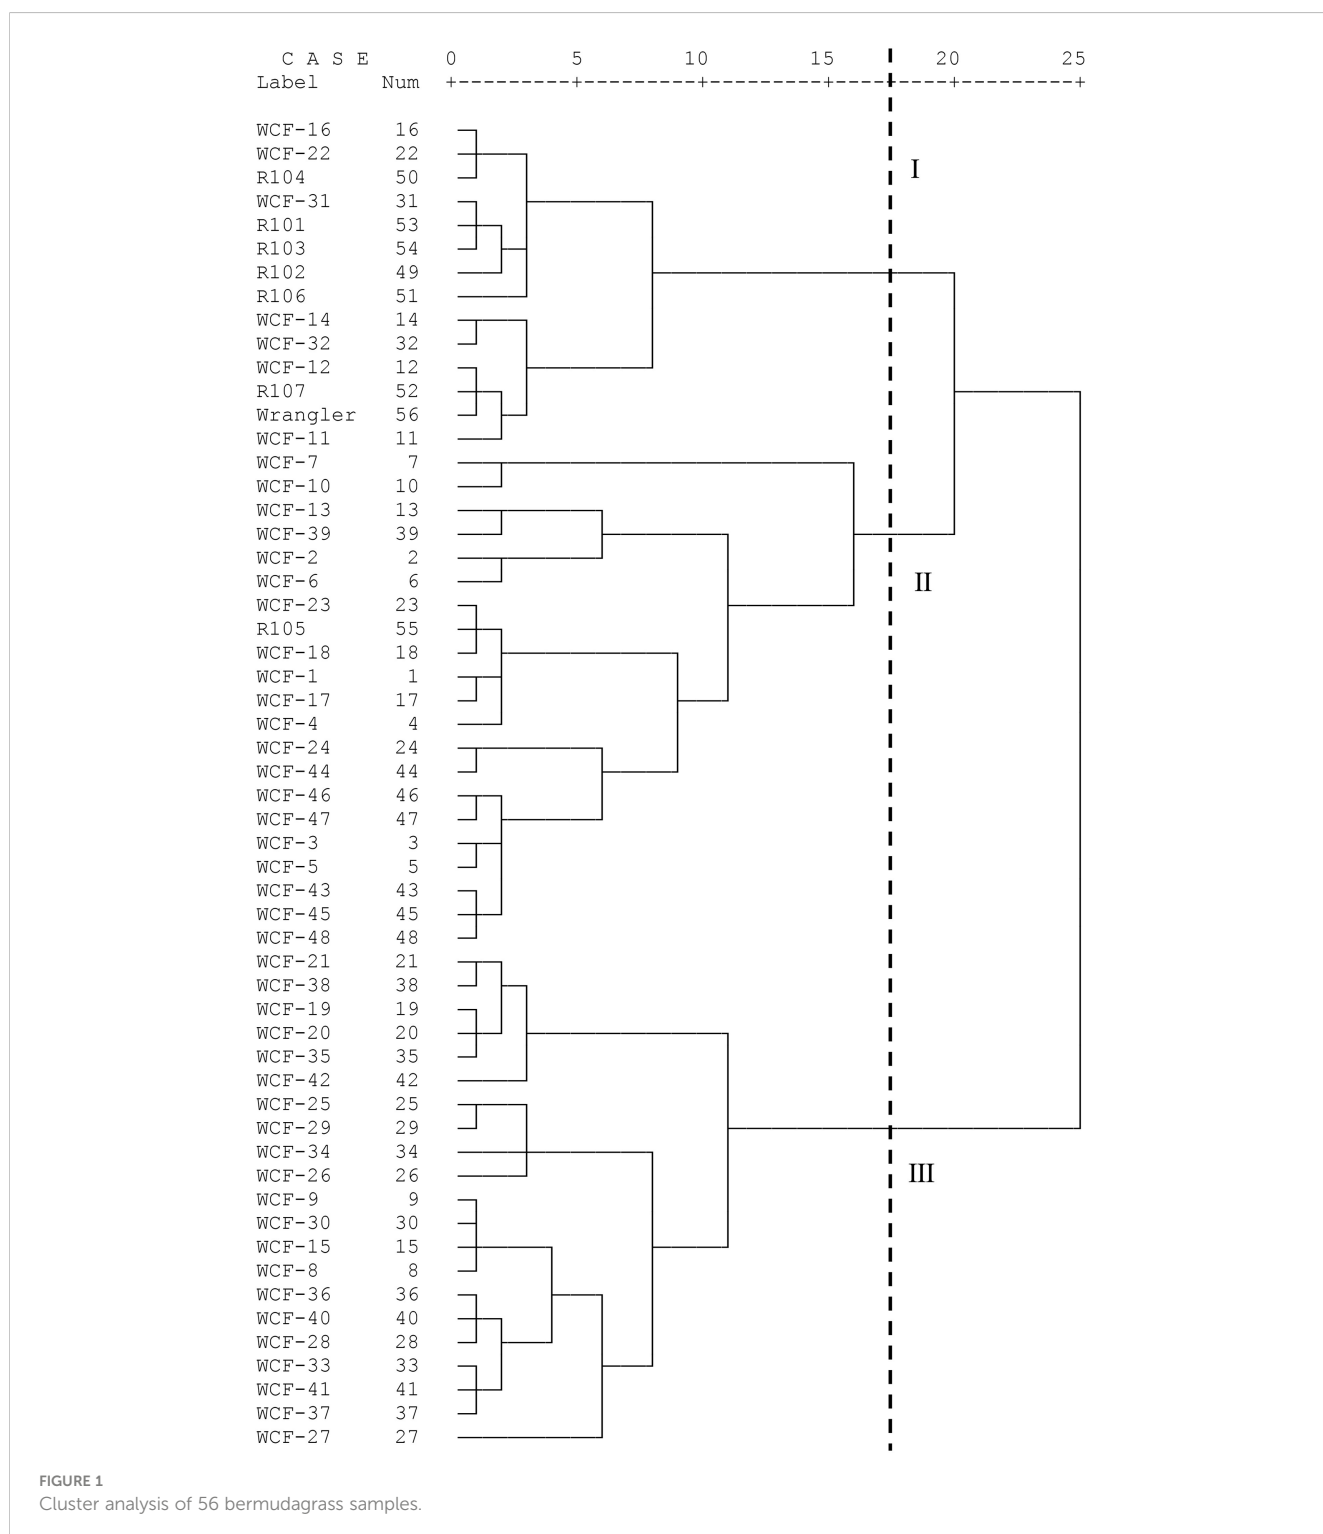 C A S E 0 5 10 15 20 25
Label Num +---------+---------+---------+---------+---------+
WCF-16 16
WCF-22 22
I
R104 50
WCF-31 31
R101 53
R103 54
R102 49
R106 51
WCF-14 14
WCF-32 32
WCF-12 12
R107 52
Wrangler 56
WCF-11 11
WCF-7 7
WCF-10 10
WCF-13 13
WCF-39 39
WCF-2 2
WCF-6 6
II
WCF-23 23
R105 55
WCF-18 18
WCF-1 1
WCF-17 17
WCF-4 4
WCF-24 24
WCF-44 44
WCF-46 46
WCF-47 47
WCF-3 3
WCF-5 5
WCF-43 43
WCF-45 45
WCF-48 48
WCF-21 21
WCF-38 38
WCF-19 19
WCF-20 20
WCF-35 35
WCF-42 42
WCF-25 25
WCF-29 29
WCF-34 34
WCF-26 26
III
WCF-9 9
WCF-30 30
WCF-15 15
WCF-8 8
WCF-36 36
WCF-40 40
WCF-28 28
WCF-33 33
WCF-41 41
WCF-37 37
WCF-27 27
FIGURE 1
Cluster analysis of 56 bermudagrass samples.